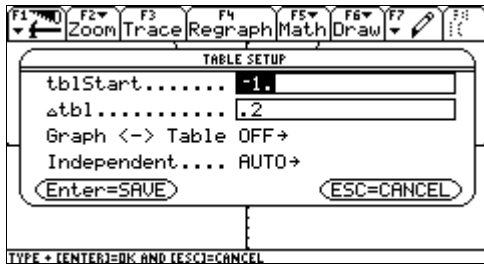 F1 F2 F3 F4 F5 F6 F7
Zoom Trace Regraph Math Draw
TABLE SETUP
tblStart....... -1.
△tbl........... .2
Graph <-> Table OFF→
Independent.... AUTO→
Enter=SAVE ESC=CANCEL
TYPE + [ENTER]=OK AND [ESC]=CANCEL